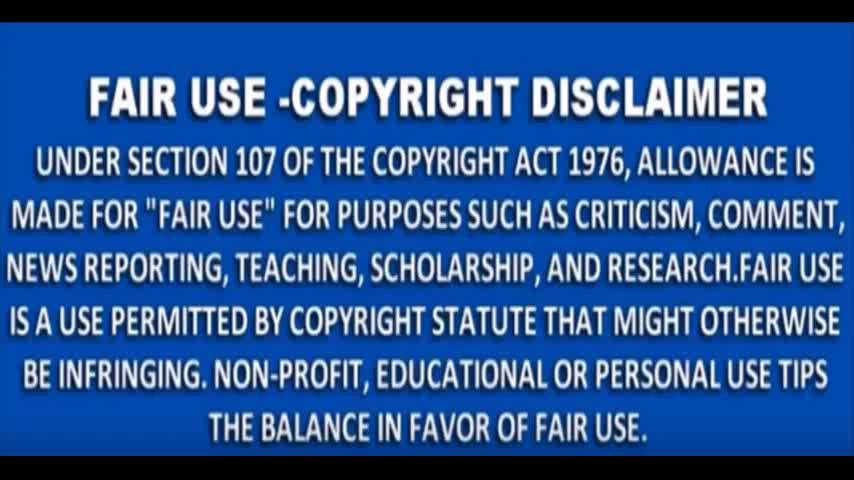 FAIR USE -COPYRIGHT DISCLAIMER
UNDER SECTION 107 OF THE COPYRIGHT ACT 1976, ALLOWANCE IS
MADE FOR "FAIR USE" FOR PURPOSES SUCH AS CRITICISM, COMMENT,
NEWS REPORTING, TEACHING, SCHOLARSHIP, AND RESEARCH.FAIR USE
IS A USE PERMITTED BY COPYRIGHT STATUTE THAT MIGHT OTHERWISE
BE INFRINGING. NON-PROFIT, EDUCATIONAL OR PERSONAL USE TIPS
THE BALANCE IN FAVOR OF FAIR USE.